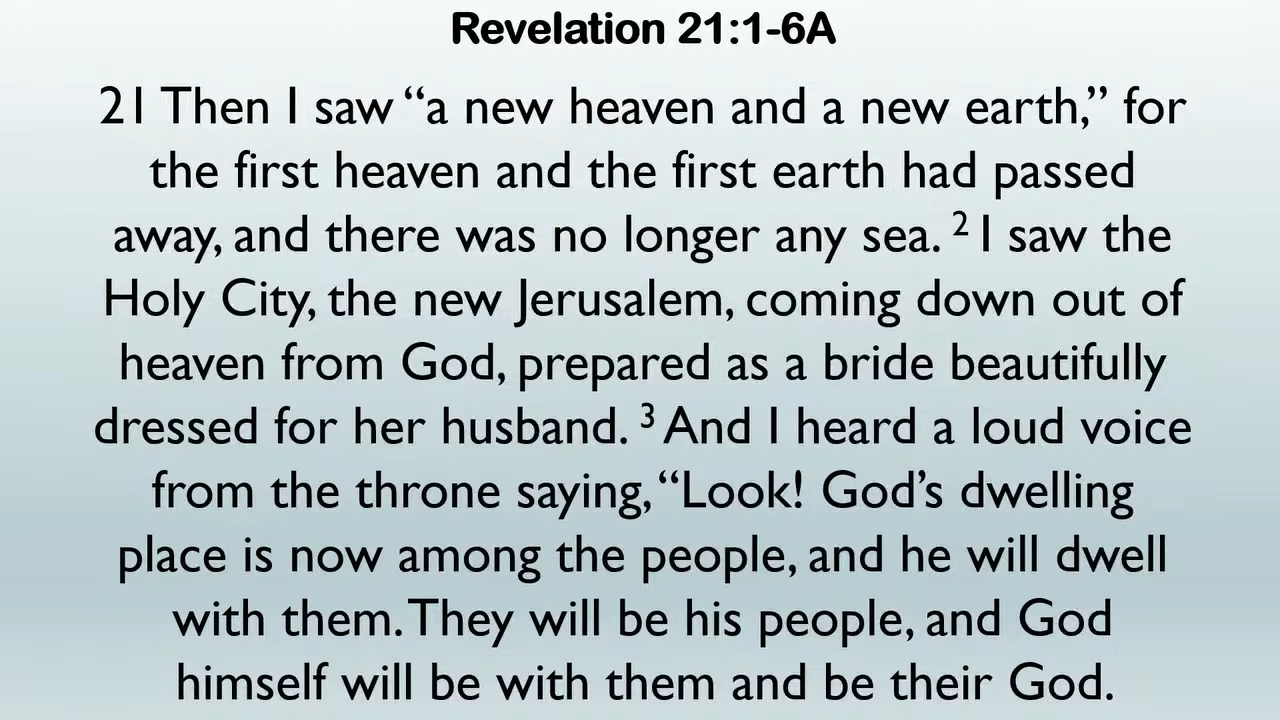 Revelation 21:1-6A
21 Then I saw “a new heaven and a new earth,” for
the first heaven and the first earth had passed
away, and there was no longer any sea. ² I saw the
Holy City, the new Jerusalem, coming down out of
heaven from God, prepared as a bride beautifully
dressed for her husband. ³ And I heard a loud voice
from the throne saying, “Look! God’s dwelling
place is now among the people, and he will dwell
with them. They will be his people, and God
himself will be with them and be their God.